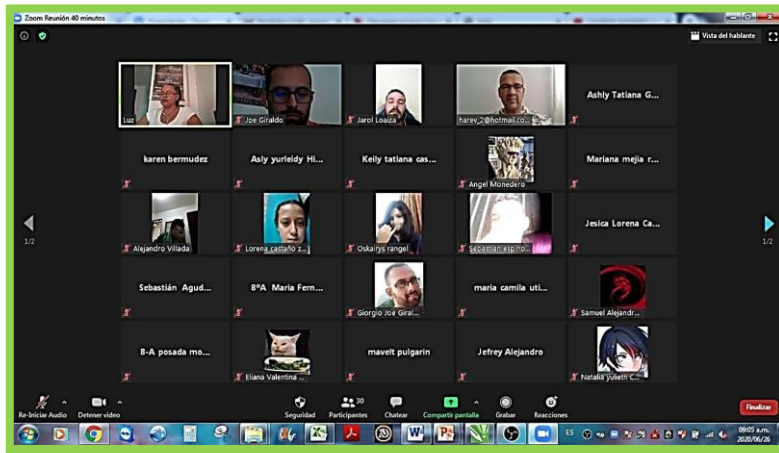 Zoom Reunión 40 minutos
Vista del hablante
Luz
Joe Giraldo
Jarol Loaiza
harev_2@hotmail.co...
Ashly Tatiana G...
karen bermudez
Asly yurleidy Hi...
Keily tatiana cas...
Angel Monedero
Mariana mejia r...
1/2
Alejandro Villada
Lorena castaño z...
Oskairys rangel
Sebastian espino...
Jesica Lorena Ca...
1/2
Sebastián Agud...
8°A Maria Fern...
Giorgio Joe Giral...
maria camila uti...
Samuel Alejandr...
8-A posada mo...
Eliana Valentina ...
mavelt pulgarin
Jefrey Alejandro
Natalia yulieth C...
Re-Iniciar Audio
Detener video
Seguridad
30
Participantes
Chatear
Compartir pantalla
Grabar
Reacciones
Finalizar
ES
09:05 a.m.
2020/06/26